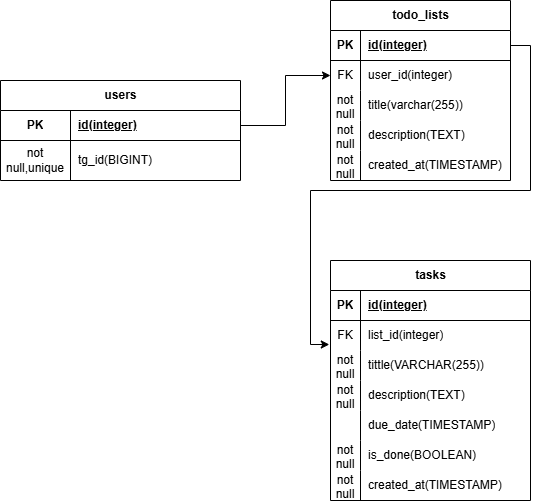 users
PK id(integer)
not null,unique tg_id(BIGINT)
todo_lists
PK id(integer)
FK user_id(integer)
not null title(varchar(255))
not null description(TEXT)
not null created_at(TIMESTAMP)
tasks
PK id(integer)
FK list_id(integer)
not null tittle(VARCHAR(255))
not null description(TEXT)
due_date(TIMESTAMP)
not null is_done(BOOLEAN)
not null created_at(TIMESTAMP)